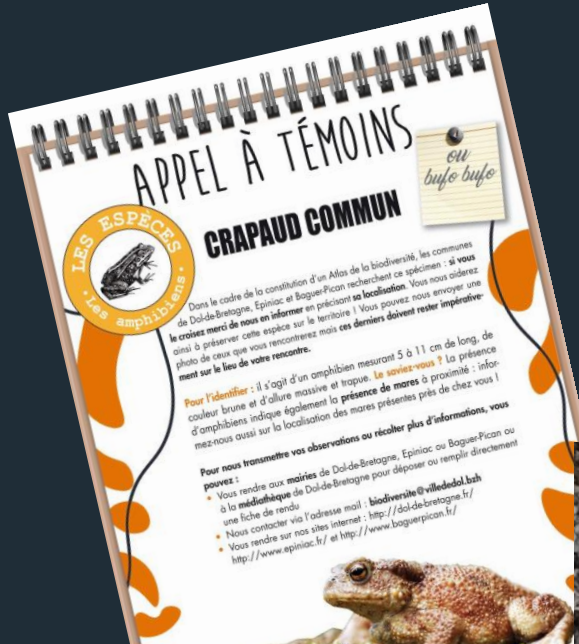 APPEL À TÉMOINS
ou
bufo bufo
LES ESPÈCES
• Les amphibiens •
CRAPAUD COMMUN
Dans le cadre de la constitution d'un Atlas de la biodiversité, les communes
de Dol-de-Bretagne, Epiniac et Baguer-Pican recherchent ce spécimen : si vous
le croisez merci de nous en informer en précisant sa localisation. Vous nous aiderez
ainsi à préserver cette espèce sur le territoire ! Vous pouvez nous envoyer une
photo de ceux que vous rencontrerez mais ces derniers doivent rester impérative-
ment sur le lieu de votre rencontre.
Pour l'identifier : il s'agit d'un amphibien mesurant 5 à 11 cm de long, de
couleur brune et d'allure massive et trapue. Le saviez-vous ? La présence
d'amphibiens indique également la présence de mares à proximité : infor-
mez-nous aussi sur la localisation des mares présentes près de chez vous !
Pour nous transmettre vos observations ou récolter plus d'informations, vous
pouvez :
• Vous rendre aux mairies de Dol-de-Bretagne, Epiniac ou Baguer-Pican ou
à la médiathèque de Dol-de-Bretagne pour déposer ou remplir directement
une fiche de rendu
• Nous contacter via l'adresse mail : biodiversite@villededol.bzh
• Vous rendre sur nos sites internet : http://dol-de-bretagne.fr/
http://www.epiniac.fr/ et http://www.baguerpican.fr/